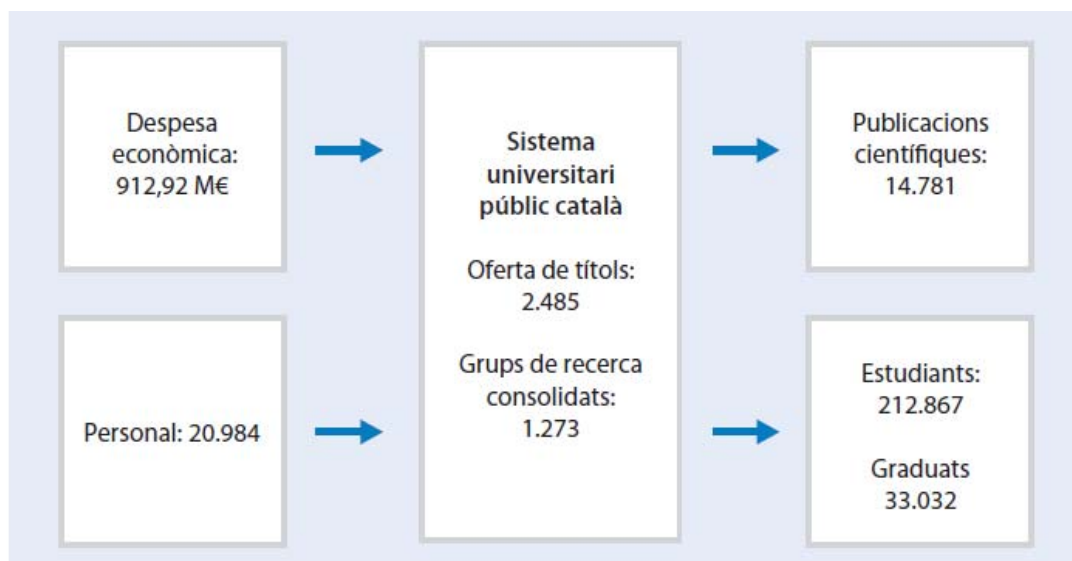 Despesa
econòmica:
912,92 M€
Personal: 20.984
Sistema
universitari
públic català
Oferta de títols:
2.485
Grups de recerca
consolidats:
1.273
Publicacions
científiques:
14.781
Estudiants:
212.867
Graduats
33.032